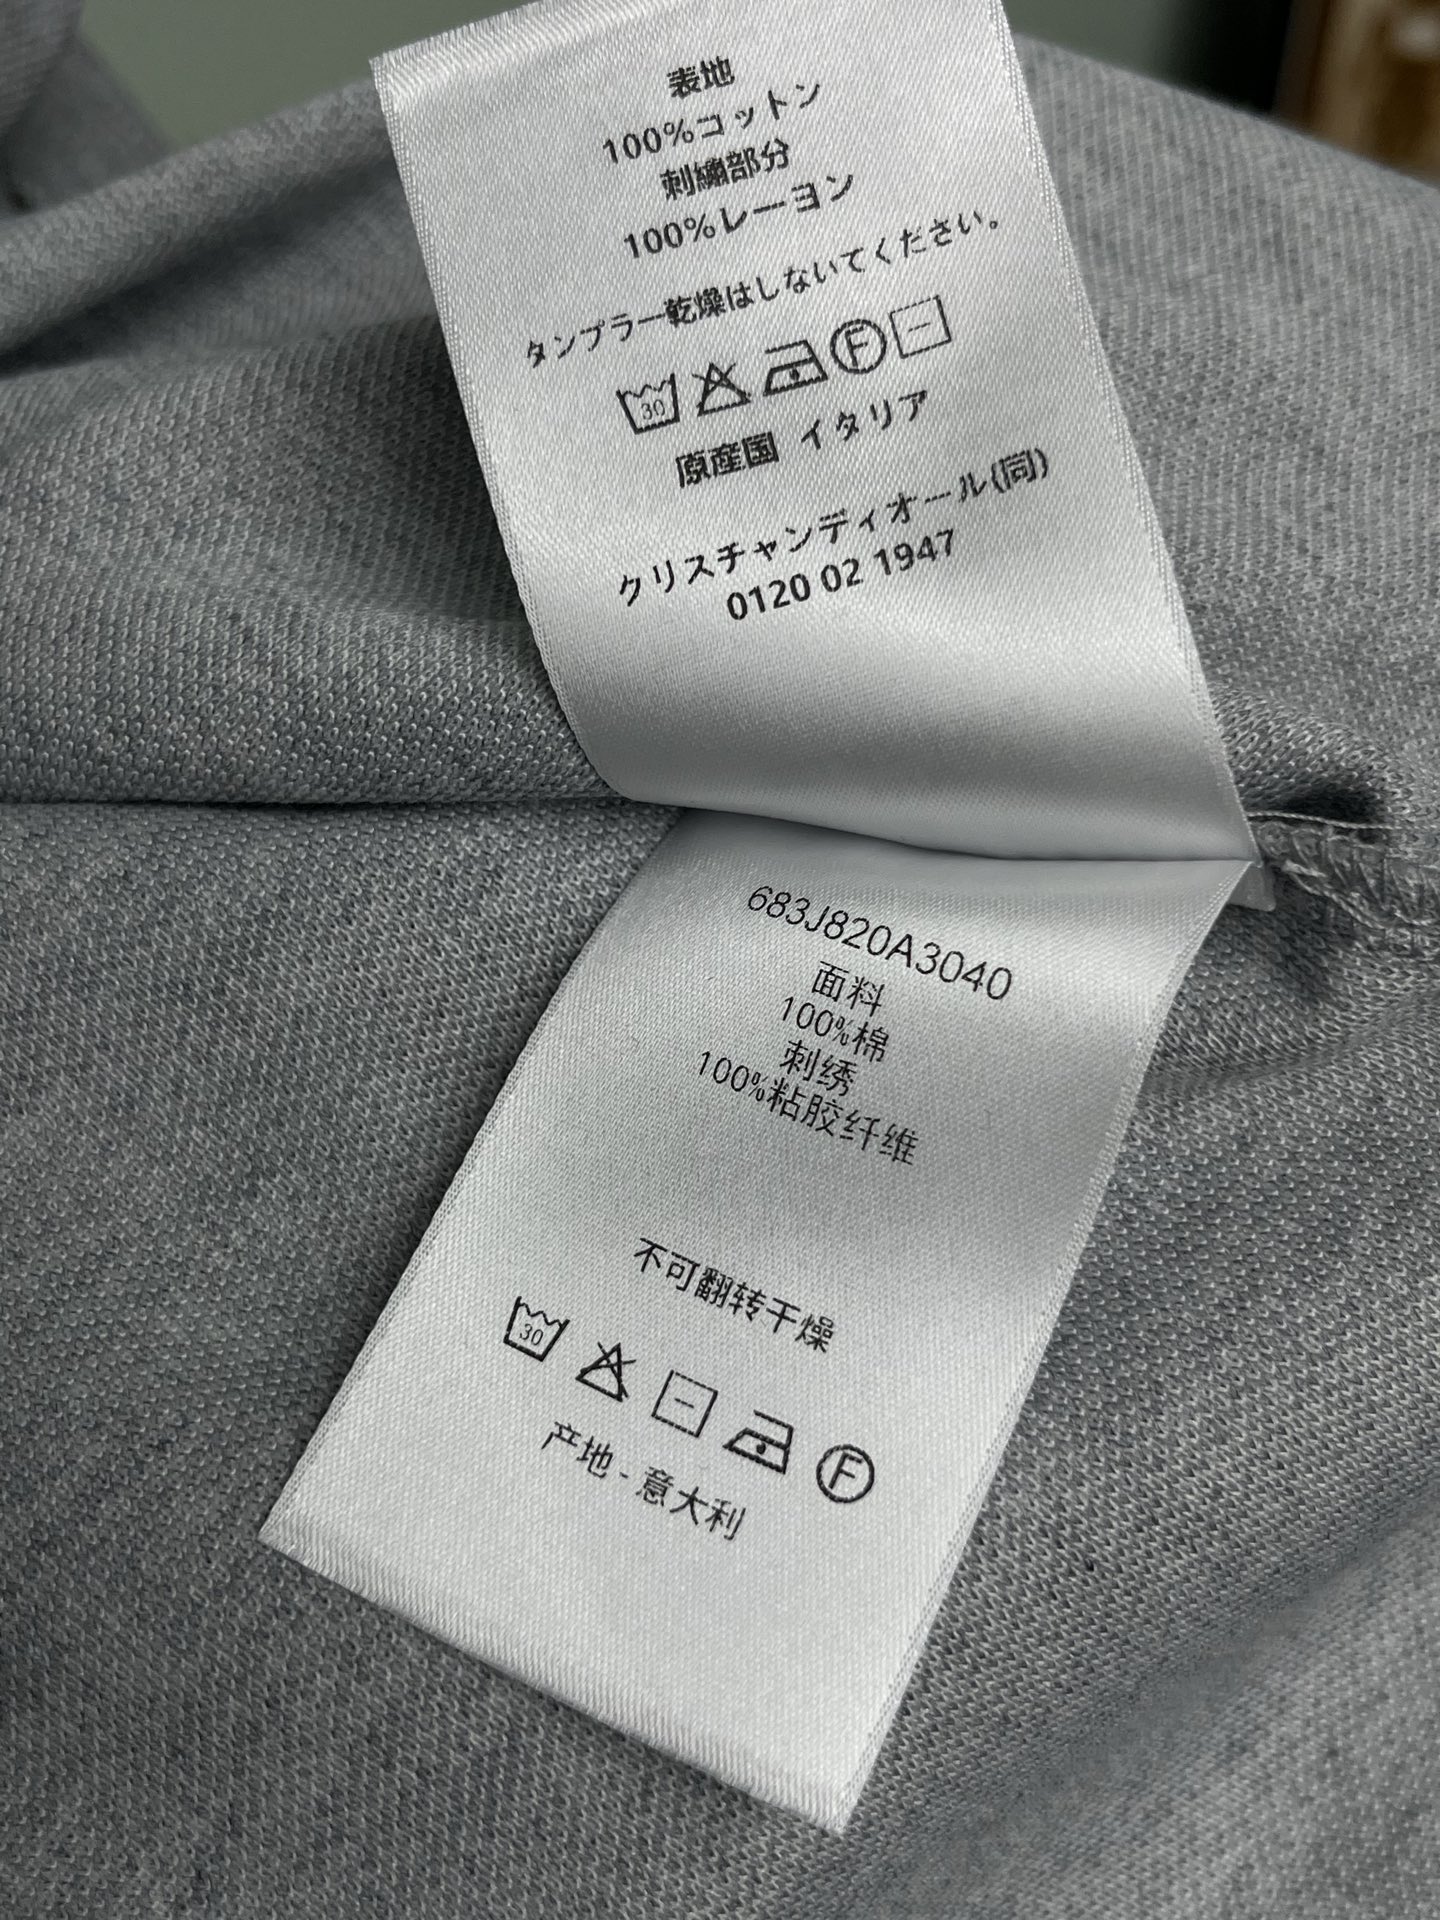 表地
100%コットン
刺繍部分
100%レーヨン
タンブラー乾燥はしないてください。
30 F
原産国 イタリア
クリスチャンディオール(同)
0120 02 1947
683J820A3040
面料
100%棉
刺绣
100%粘胶纤维
不可翻转干燥
30 F
产地 - 意大利